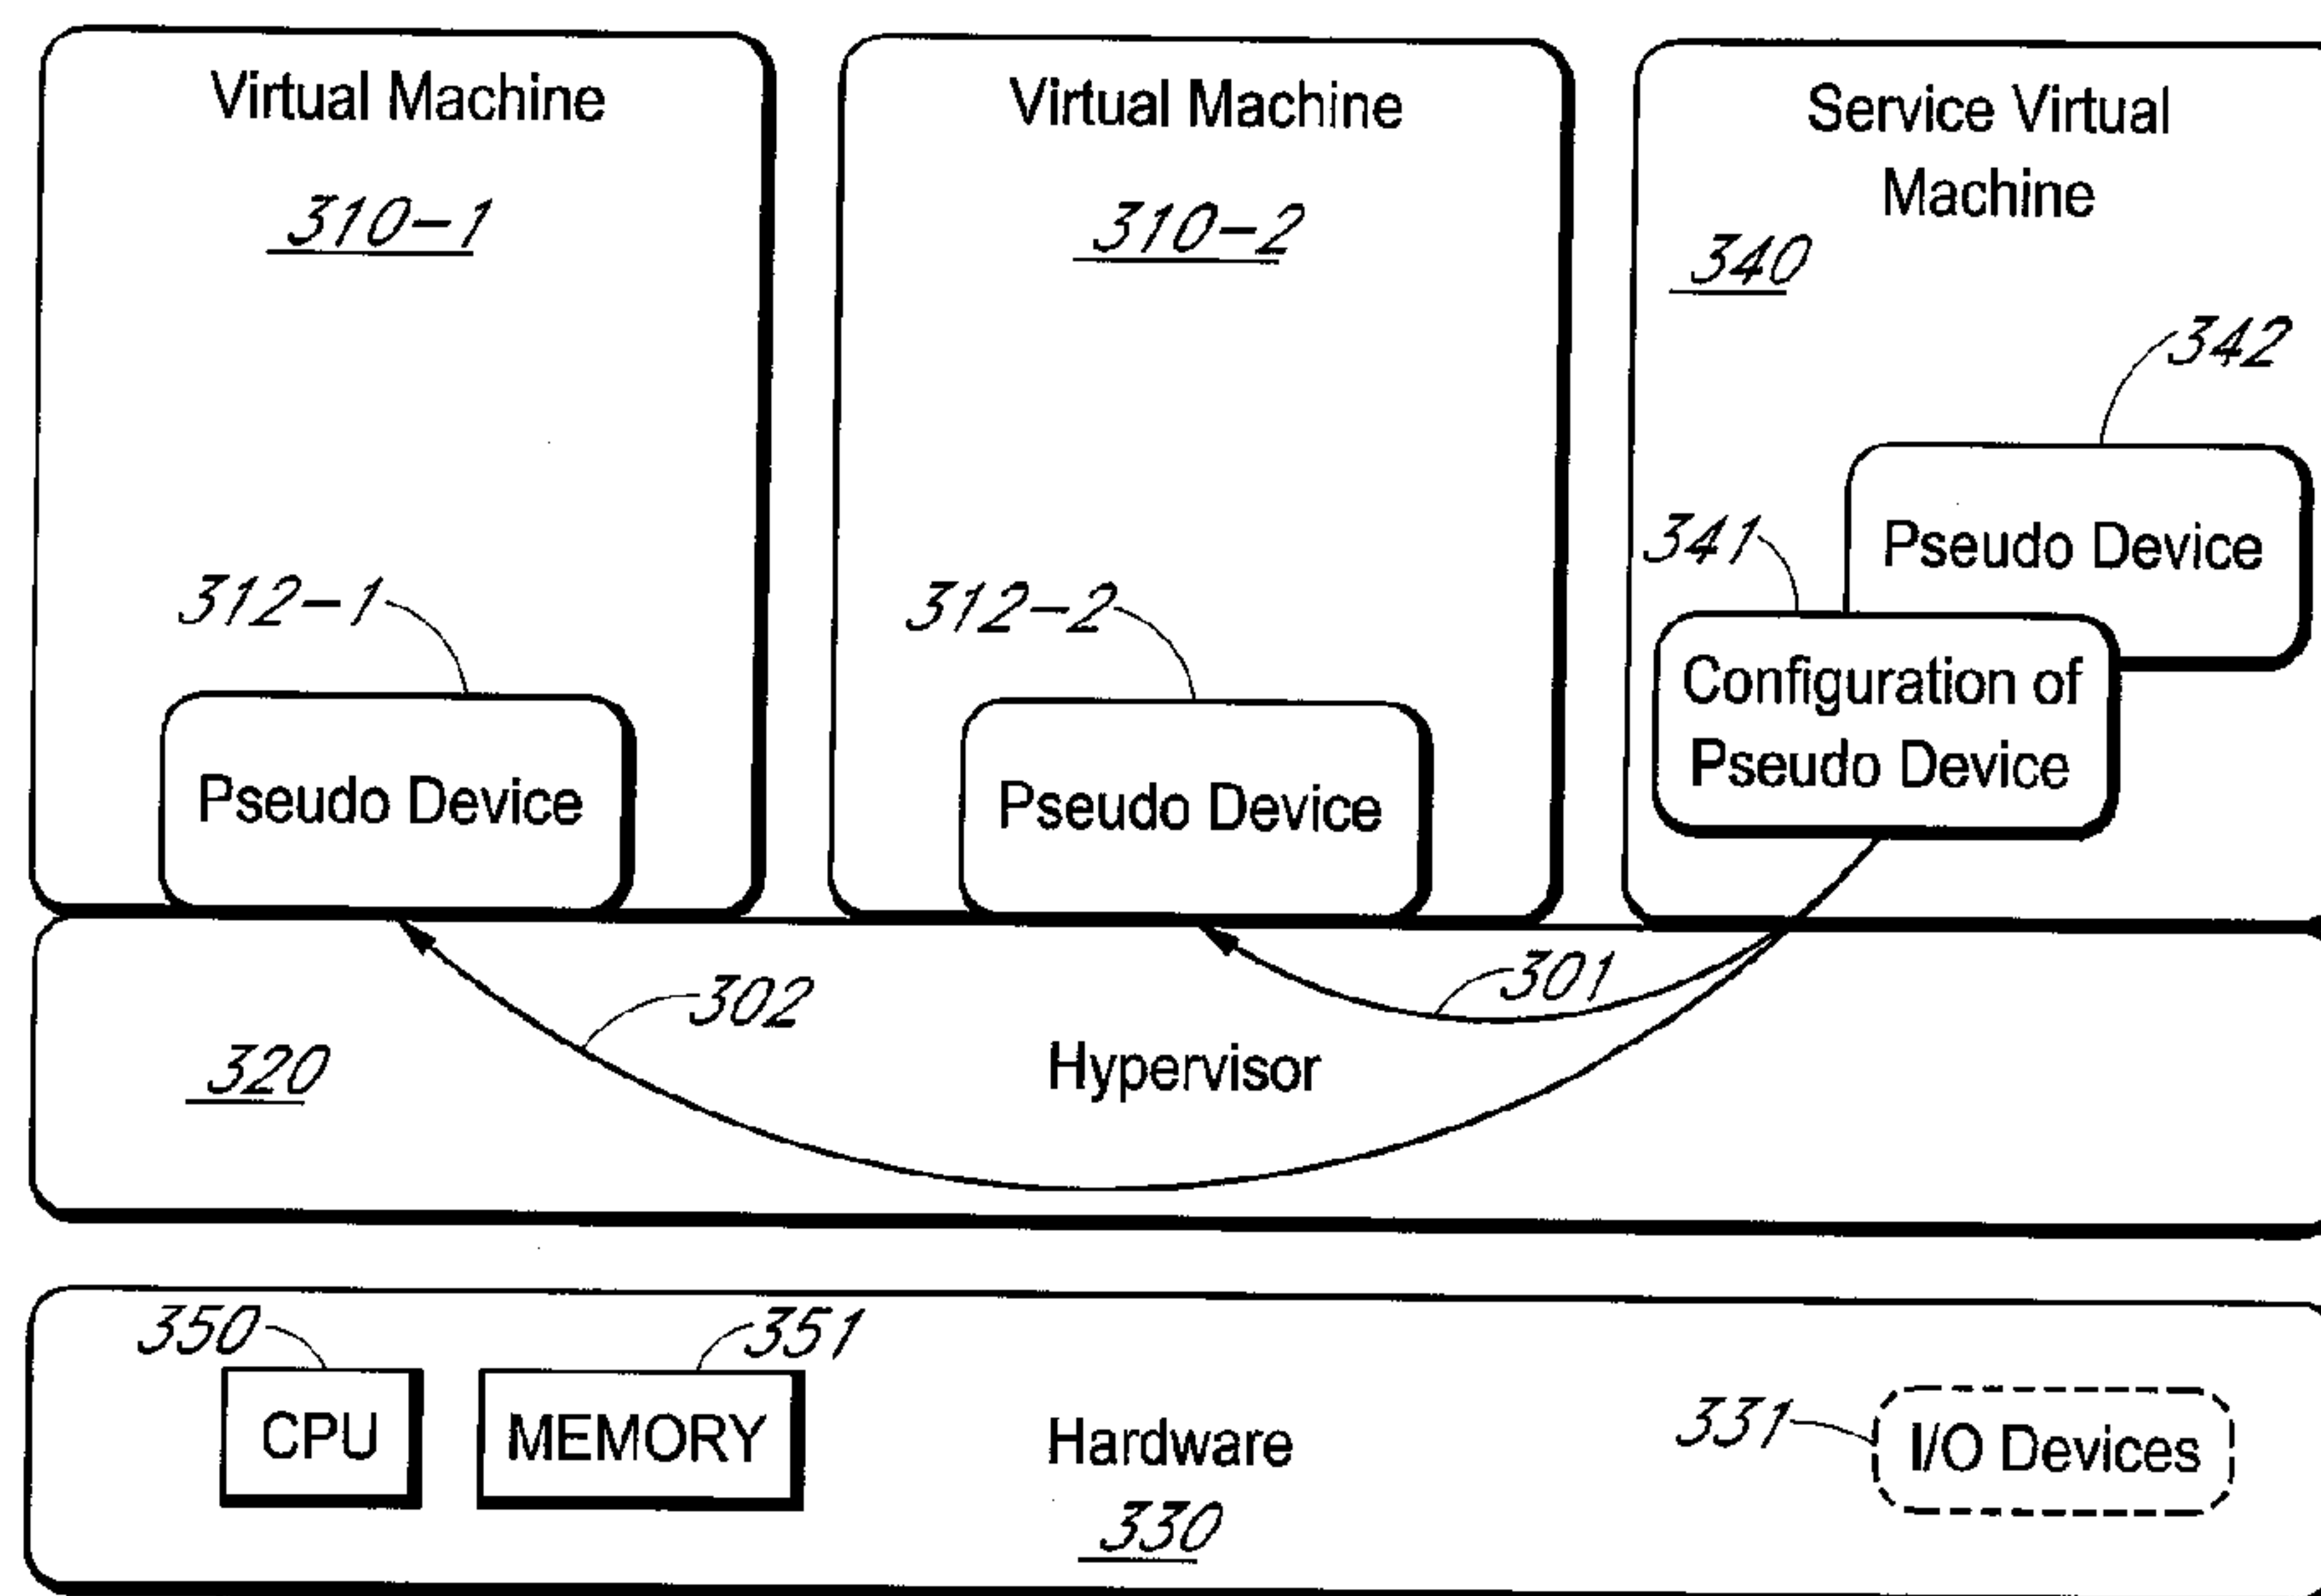 Virtual Machine
310-1
Virtual Machine
310-2
Service Virtual
Machine
340
342
Pseudo Device
341
Configuration of
Pseudo Device
312-1
Pseudo Device
312-2
Pseudo Device
302
301
320
Hypervisor
350
CPU
351
MEMORY
Hardware
330
331
I/O Devices